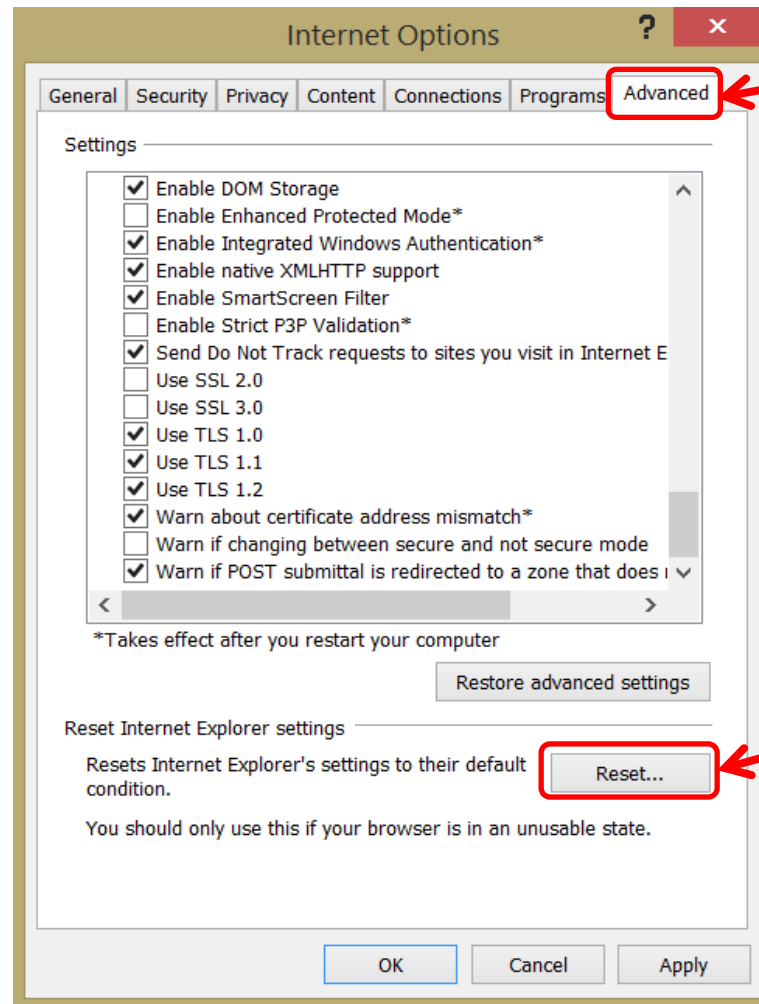 Internet Options
?
General Security Privacy Content Connections Programs Advanced
Settings
Enable DOM Storage
Enable Enhanced Protected Mode*
Enable Integrated Windows Authentication*
Enable native XMLHTTP support
Enable SmartScreen Filter
Enable Strict P3P Validation*
Send Do Not Track requests to sites you visit in Internet E
Use SSL 2.0
Use SSL 3.0
Use TLS 1.0
Use TLS 1.1
Use TLS 1.2
Warn about certificate address mismatch*
Warn if changing between secure and not secure mode
Warn if POST submittal is redirected to a zone that does
*Takes effect after you restart your computer
Restore advanced settings
Reset Internet Explorer settings
Resets Internet Explorer's settings to their default
condition.
Reset...
You should only use this if your browser is in an unusable state.
OK Cancel Apply